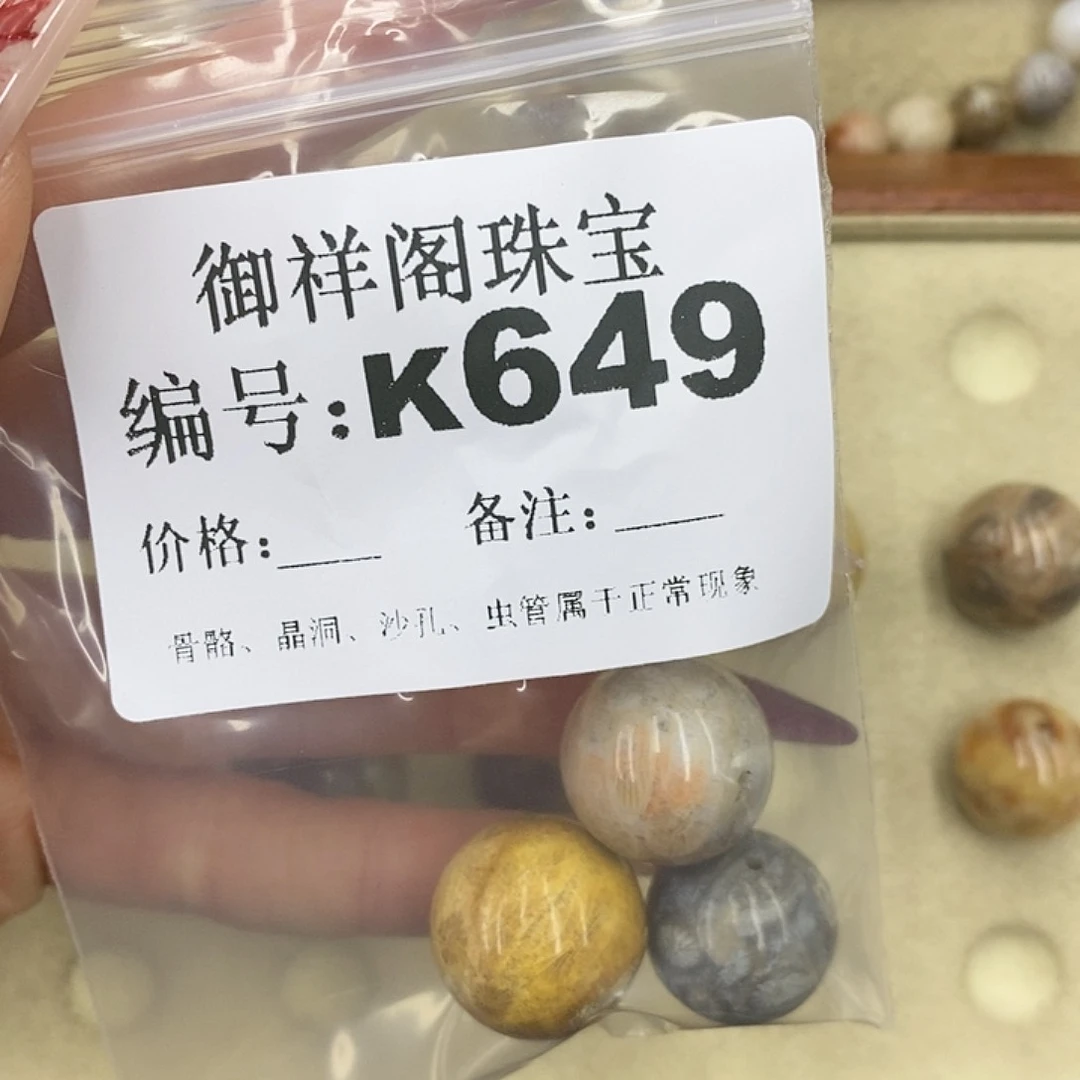 御祥阁珠宝
编号:K649
价格:___ 备注:____
骨骼、晶洞、沙孔、虫管属于正常现象